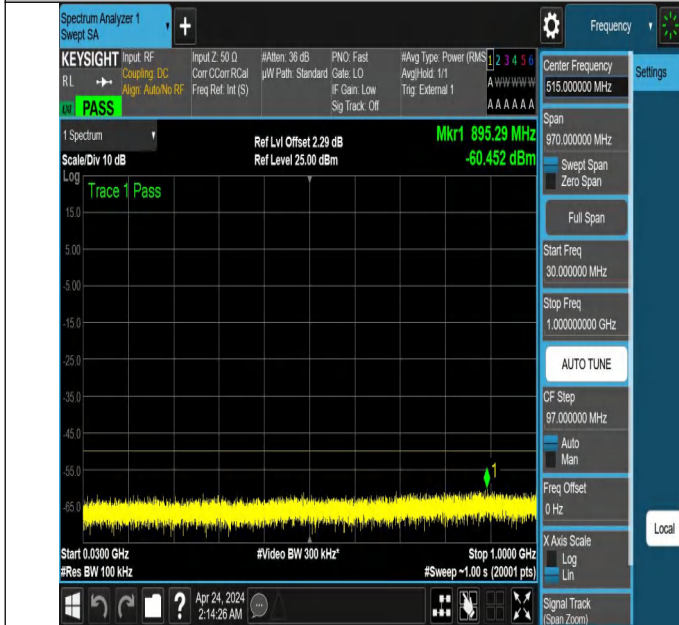 Spectrum Analyzer 1
Swept SA
+
Frequency
KEYSIGHT
RL
PASS
Input: RF
Coupling: DC
Align: Auto/No RF
Input Z: 50 Ω
Corr CCorr RCal
Freq Ref: Int (S)
#Atten: 36 dB
µW Path: Standard
PNO: Fast
Gate: LO
IF Gain: Low
Sig Track: Off
#Avg Type: Power (RMS
Avg|Hold: 1/1
Trig: External 1
1 2 3 4 5 6
A W W W W W
A A A A A A
1 Spectrum
Scale/Div 10 dB
Log
Ref Lvl Offset 2.29 dB
Ref Level 25.00 dBm
Mkr1 895.29 MHz
-60.452 dBm
Trace 1 Pass
15.0
5.00
-5.00
-15.0
-25.0
-35.0
-45.0
-55.0
-65.0
1
Start 0.0300 GHz
#Res BW 100 kHz
#Video BW 300 kHz*
Stop 1.0000 GHz
#Sweep ~1.00 s (20001 pts)
?
Apr 24, 2024
2:14:26 AM
Center Frequency
515.000000 MHz
Span
970.000000 MHz
Swept Span
Zero Span
Full Span
Start Freq
30.000000 MHz
Stop Freq
1.000000000 GHz
AUTO TUNE
CF Step
97.000000 MHz
Auto
Man
Freq Offset
0 Hz
X Axis Scale
Log
Lin
Signal Track
(Span Zoom)
Settings
Local